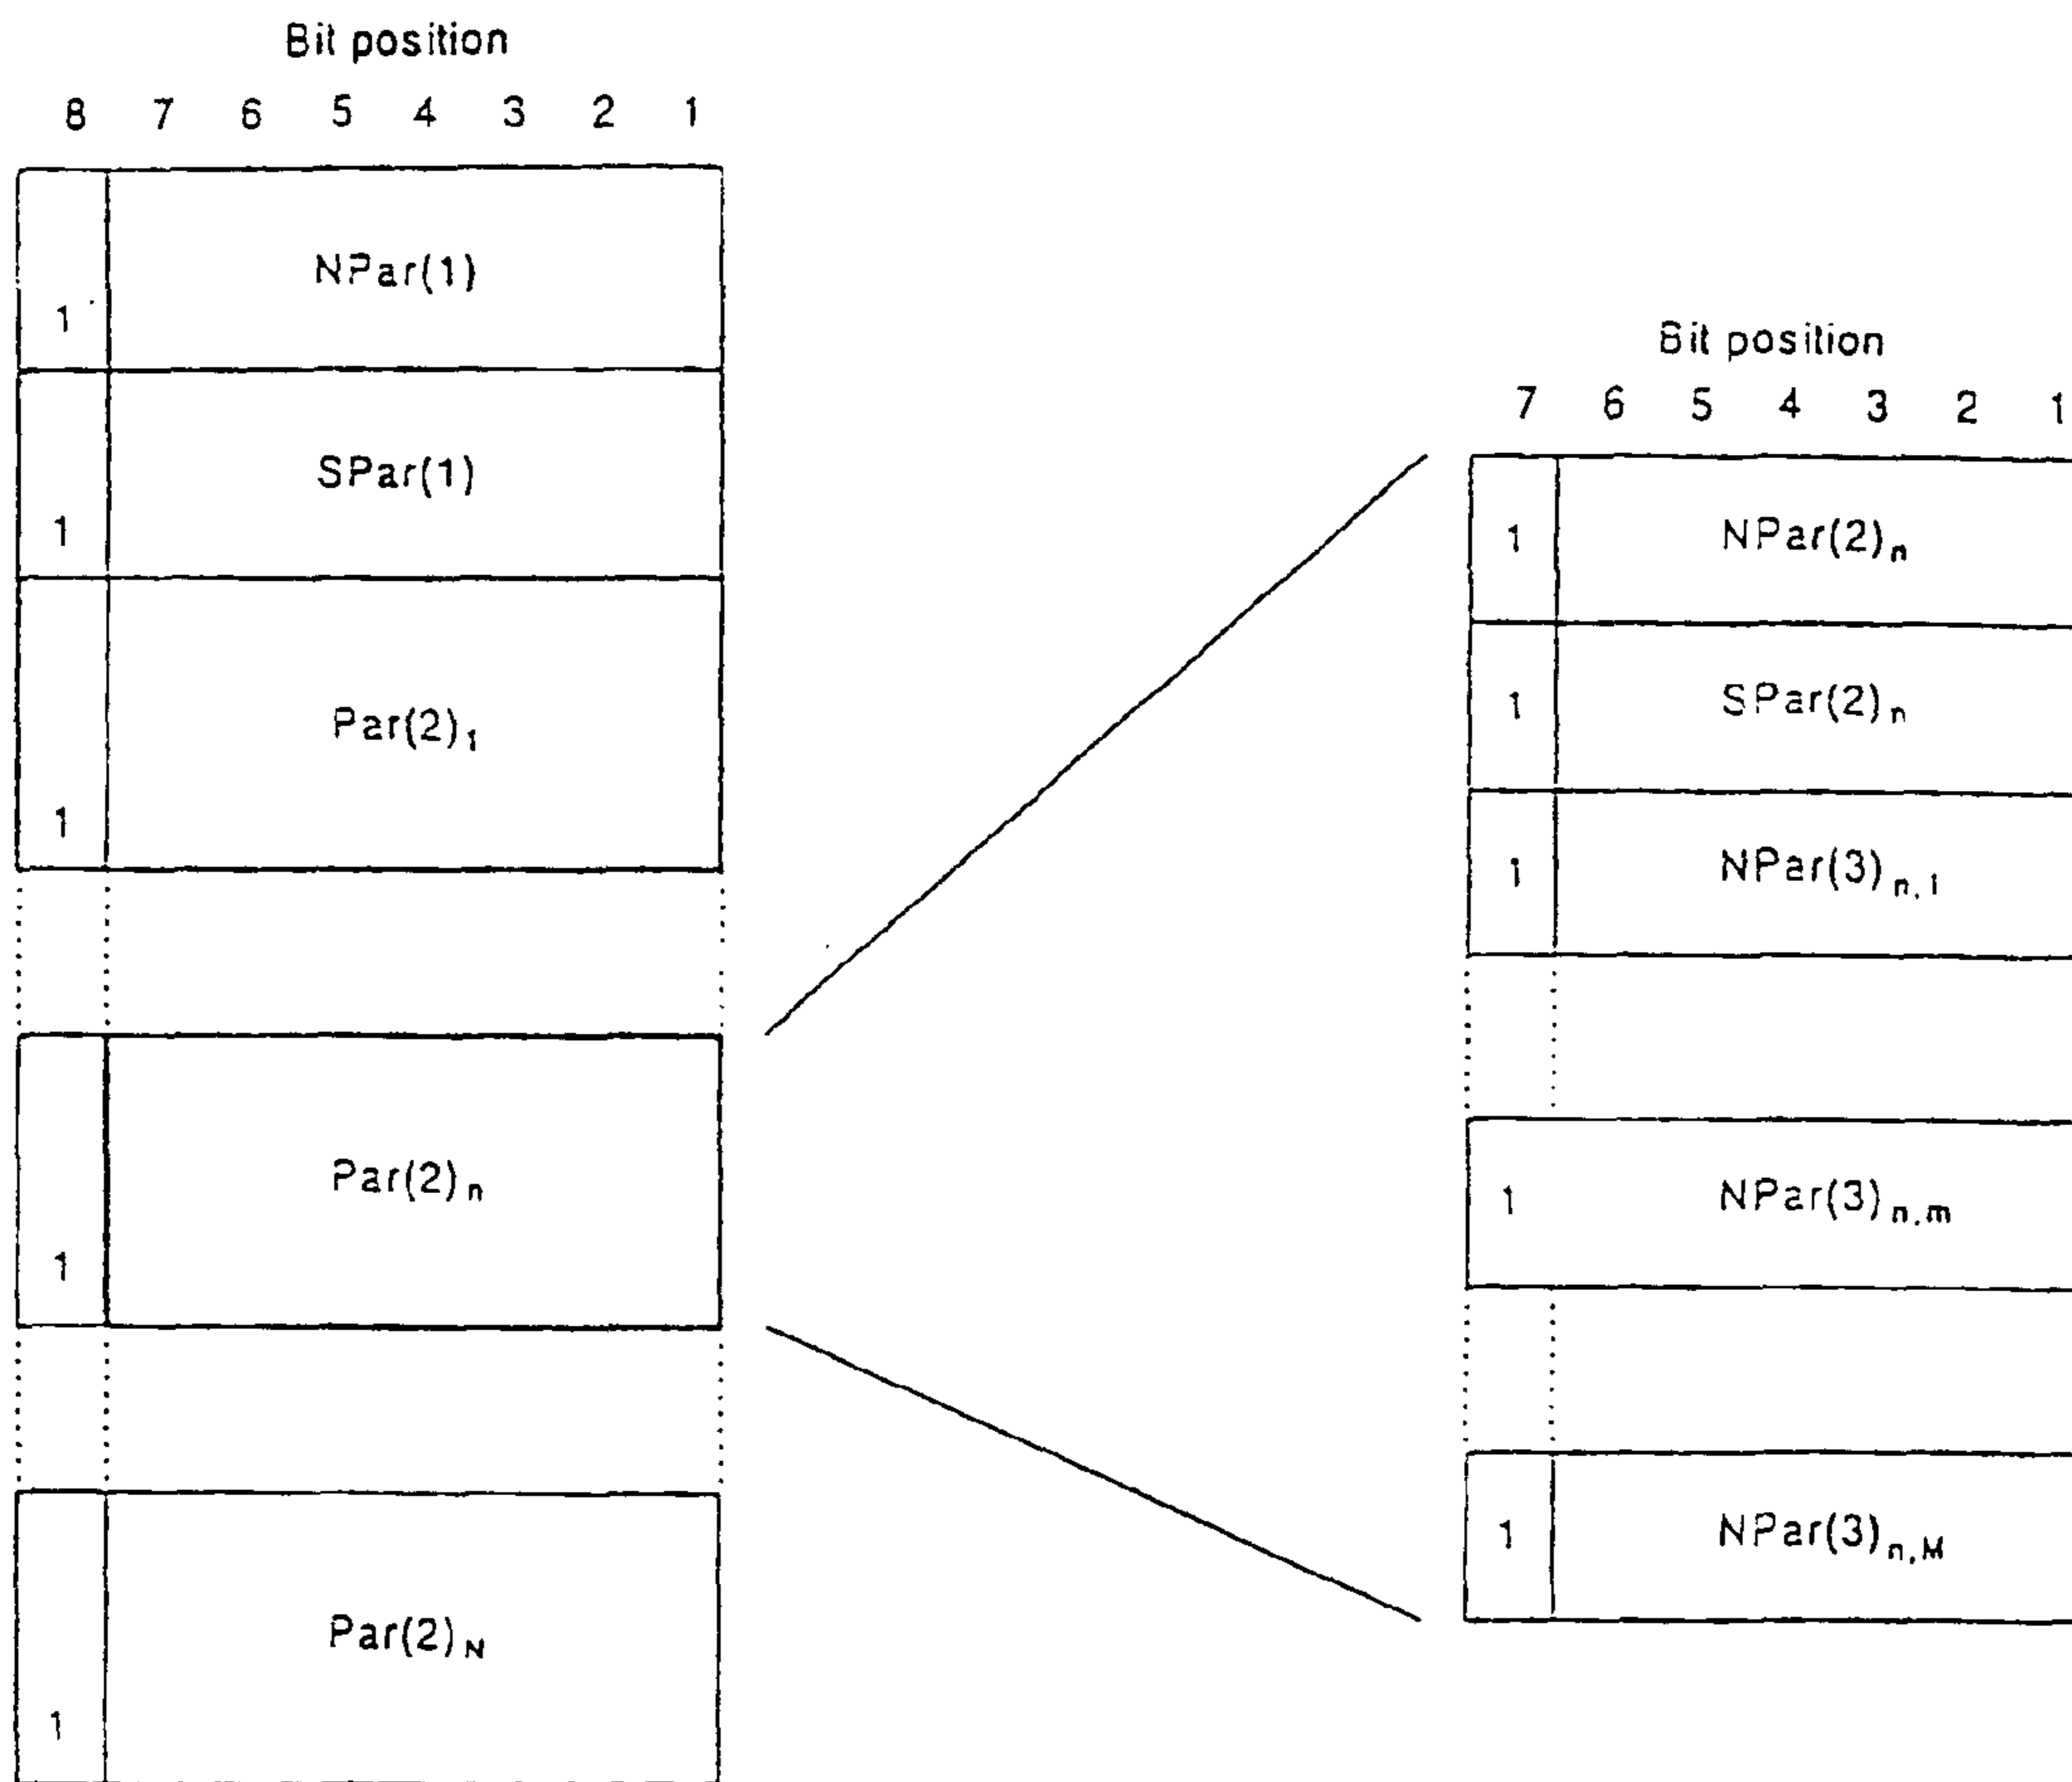 Bit position
8 7 6 5 4 3 2 1
NPar(1)
1
SPar(1)
1
Par(2)₁
1
Par(2)ₙ
1
Par(2)N
1
Bit position
7 6 5 4 3 2 1
1 NPar(2)ₙ
1 SPar(2)ₙ
1 NPar(3)n,1
1 NPar(3)n,m
1 NPar(3)n,M